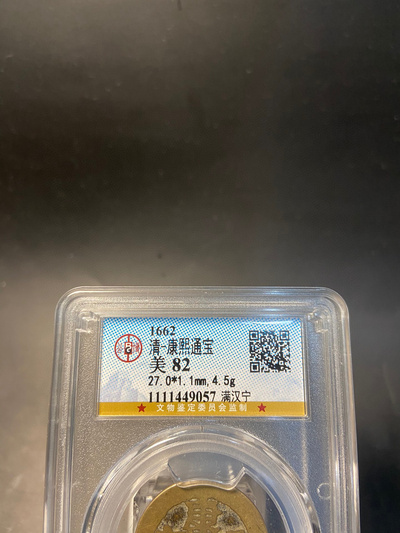 1662
清-康熙通宝
美 82
27.0*1.1mm,4.5g
1111449057 满汉宁
★ 文物鉴定委员会监制 ★